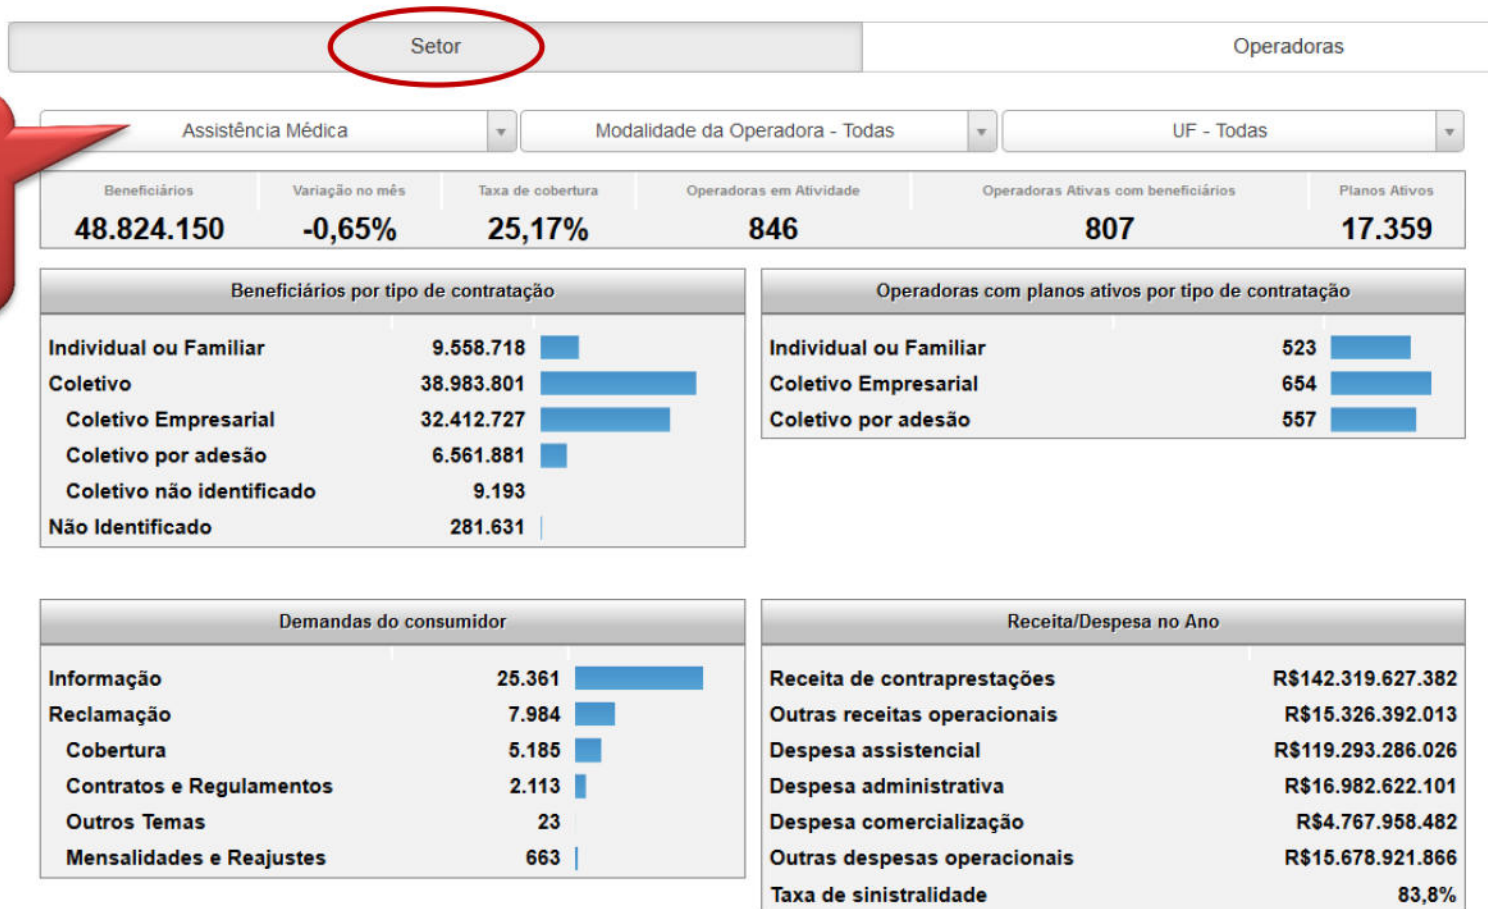 Setor Operadoras
Assistência Médica Modalidade da Operadora - Todas UF - Todas
Beneficiários Variação no mês Taxa de cobertura Operadoras em Atividade Operadoras Ativas com beneficiários Planos Ativos
48.824.150 -0,65% 25,17% 846 807 17.359
Beneficiários por tipo de contratação
Individual ou Familiar 9.558.718
Coletivo 38.983.801
Coletivo Empresarial 32.412.727
Coletivo por adesão 6.561.881
Coletivo não identificado 9.193
Não Identificado 281.631
Operadoras com planos ativos por tipo de contratação
Individual ou Familiar 523
Coletivo Empresarial 654
Coletivo por adesão 557
Demandas do consumidor
Informação 25.361
Reclamação 7.984
Cobertura 5.185
Contratos e Regulamentos 2.113
Outros Temas 23
Mensalidades e Reajustes 663
Receita/Despesa no Ano
Receita de contraprestações R$142.319.627.382
Outras receitas operacionais R$15.326.392.013
Despesa assistencial R$119.293.286.026
Despesa administrativa R$16.982.622.101
Despesa comercialização R$4.767.958.482
Outras despesas operacionais R$15.678.921.866
Taxa de sinistralidade 83,8%